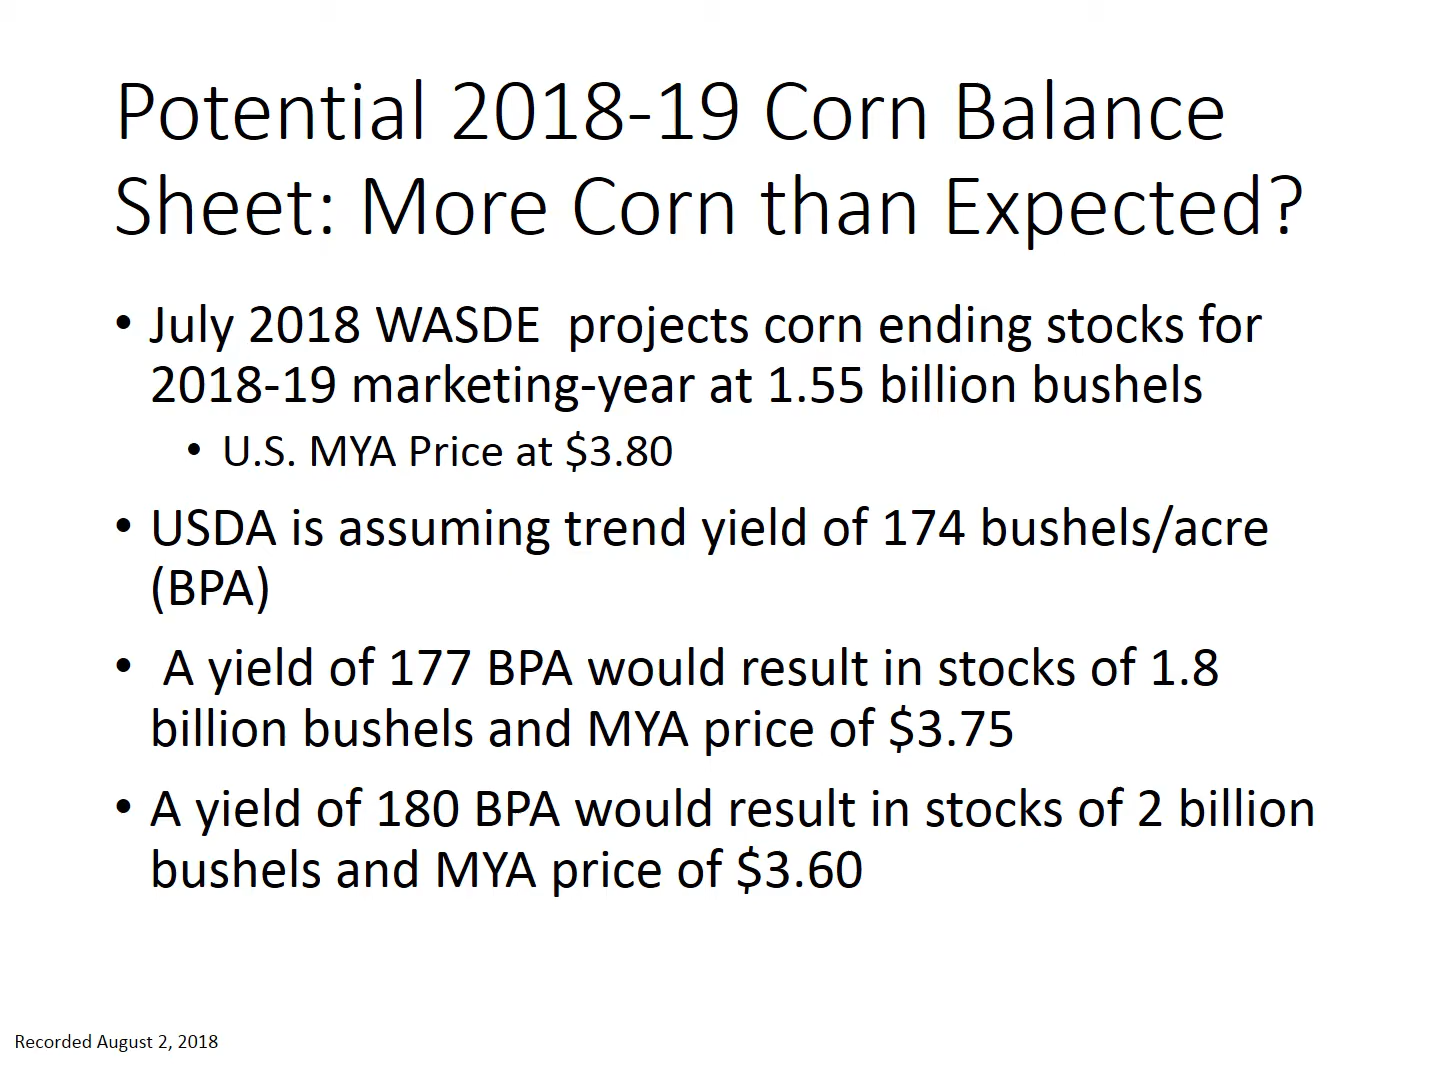 Potential 2018-19 Corn Balance
Sheet: More Corn than Expected?
• July 2018 WASDE  projects corn ending stocks for
2018-19 marketing-year at 1.55 billion bushels
• U.S. MYA Price at $3.80
• USDA is assuming trend yield of 174 bushels/acre
(BPA)
•  A yield of 177 BPA would result in stocks of 1.8
billion bushels and MYA price of $3.75
• A yield of 180 BPA would result in stocks of 2 billion
bushels and MYA price of $3.60
Recorded August 2, 2018